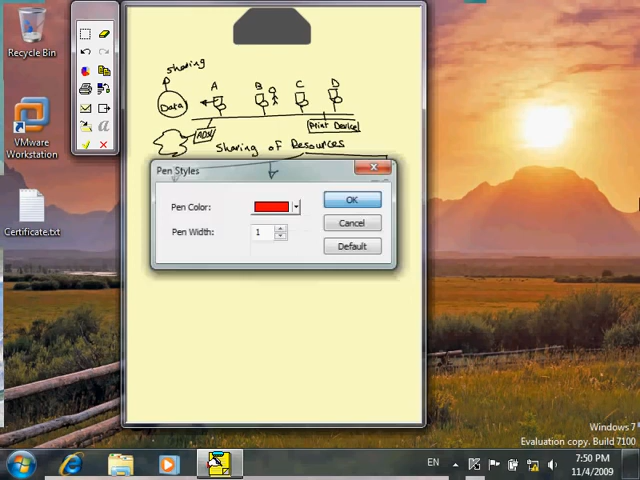 Recycle Bin
VMware
Workstation
Certificate.txt
sharing
A B C D
Data
ADSL
Print Device
Sharing of Resources
Pen Styles
Pen Color:
Pen Width: 1
OK
Cancel
Default
Windows 7
Evaluation copy. Build 7100
EN
7:50 PM
11/4/2009